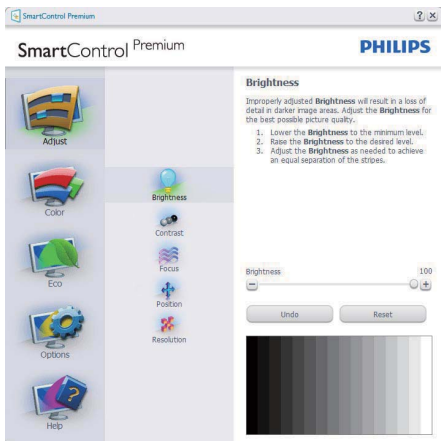 SmartControl Premium
? ×
SmartControl Premium
PHILIPS
Adjust
Color
Eco
Options
Help
Brightness
Contrast
Focus
Position
Resolution
Brightness
Improperly adjusted Brightness will result in a loss of
detail in darker image areas. Adjust the Brightness for
the best possible picture quality.
1. Lower the Brightness to the minimum level.
2. Rase the Brightness to the desired level.
3. Adjust the Brightness as needed to achieve
an equal separation of the stripes.
Brightness 100
Undo Reset